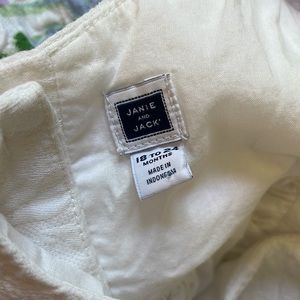 JANIE
AND
JACK
18 TO 24
MONTHS
MADE IN
INDONESIA